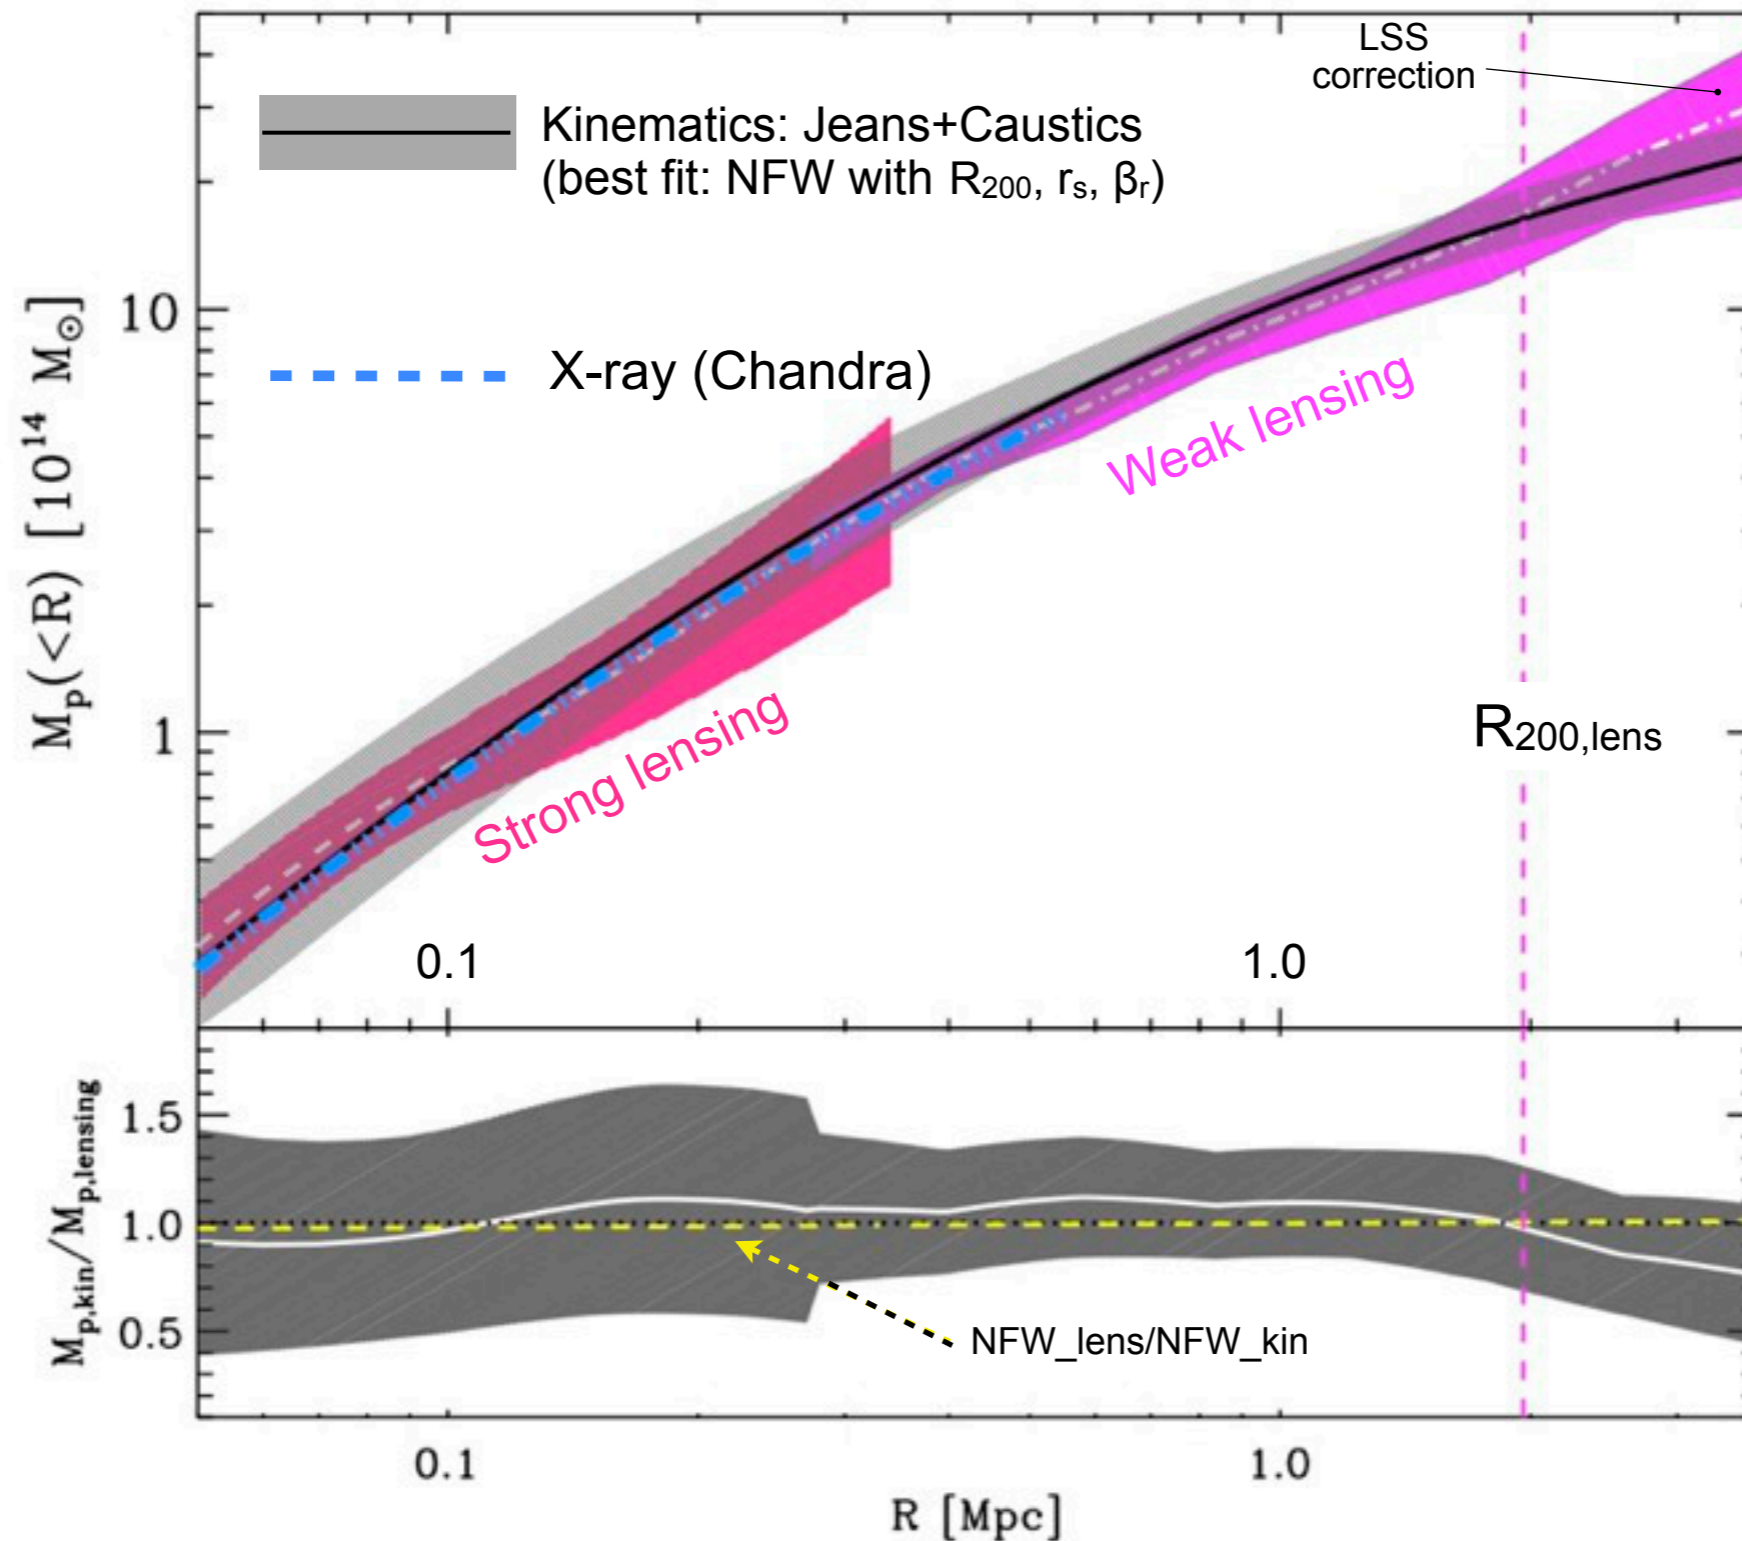 LSS
correction
Kinematics: Jeans+Caustics
(best fit: NFW with R₂₀₀, rₛ, βᵣ)
10
X-ray (Chandra)
Weak lensing
Mₚ(<R) [10¹⁴ M☉]
1
R₂₀₀,lens
Strong lensing
0.1 1.0
1.5
1.0
0.5
Mₚ,kin/Mₚ,lensing
NFW_lens/NFW_kin
0.1 1.0
R [Mpc]